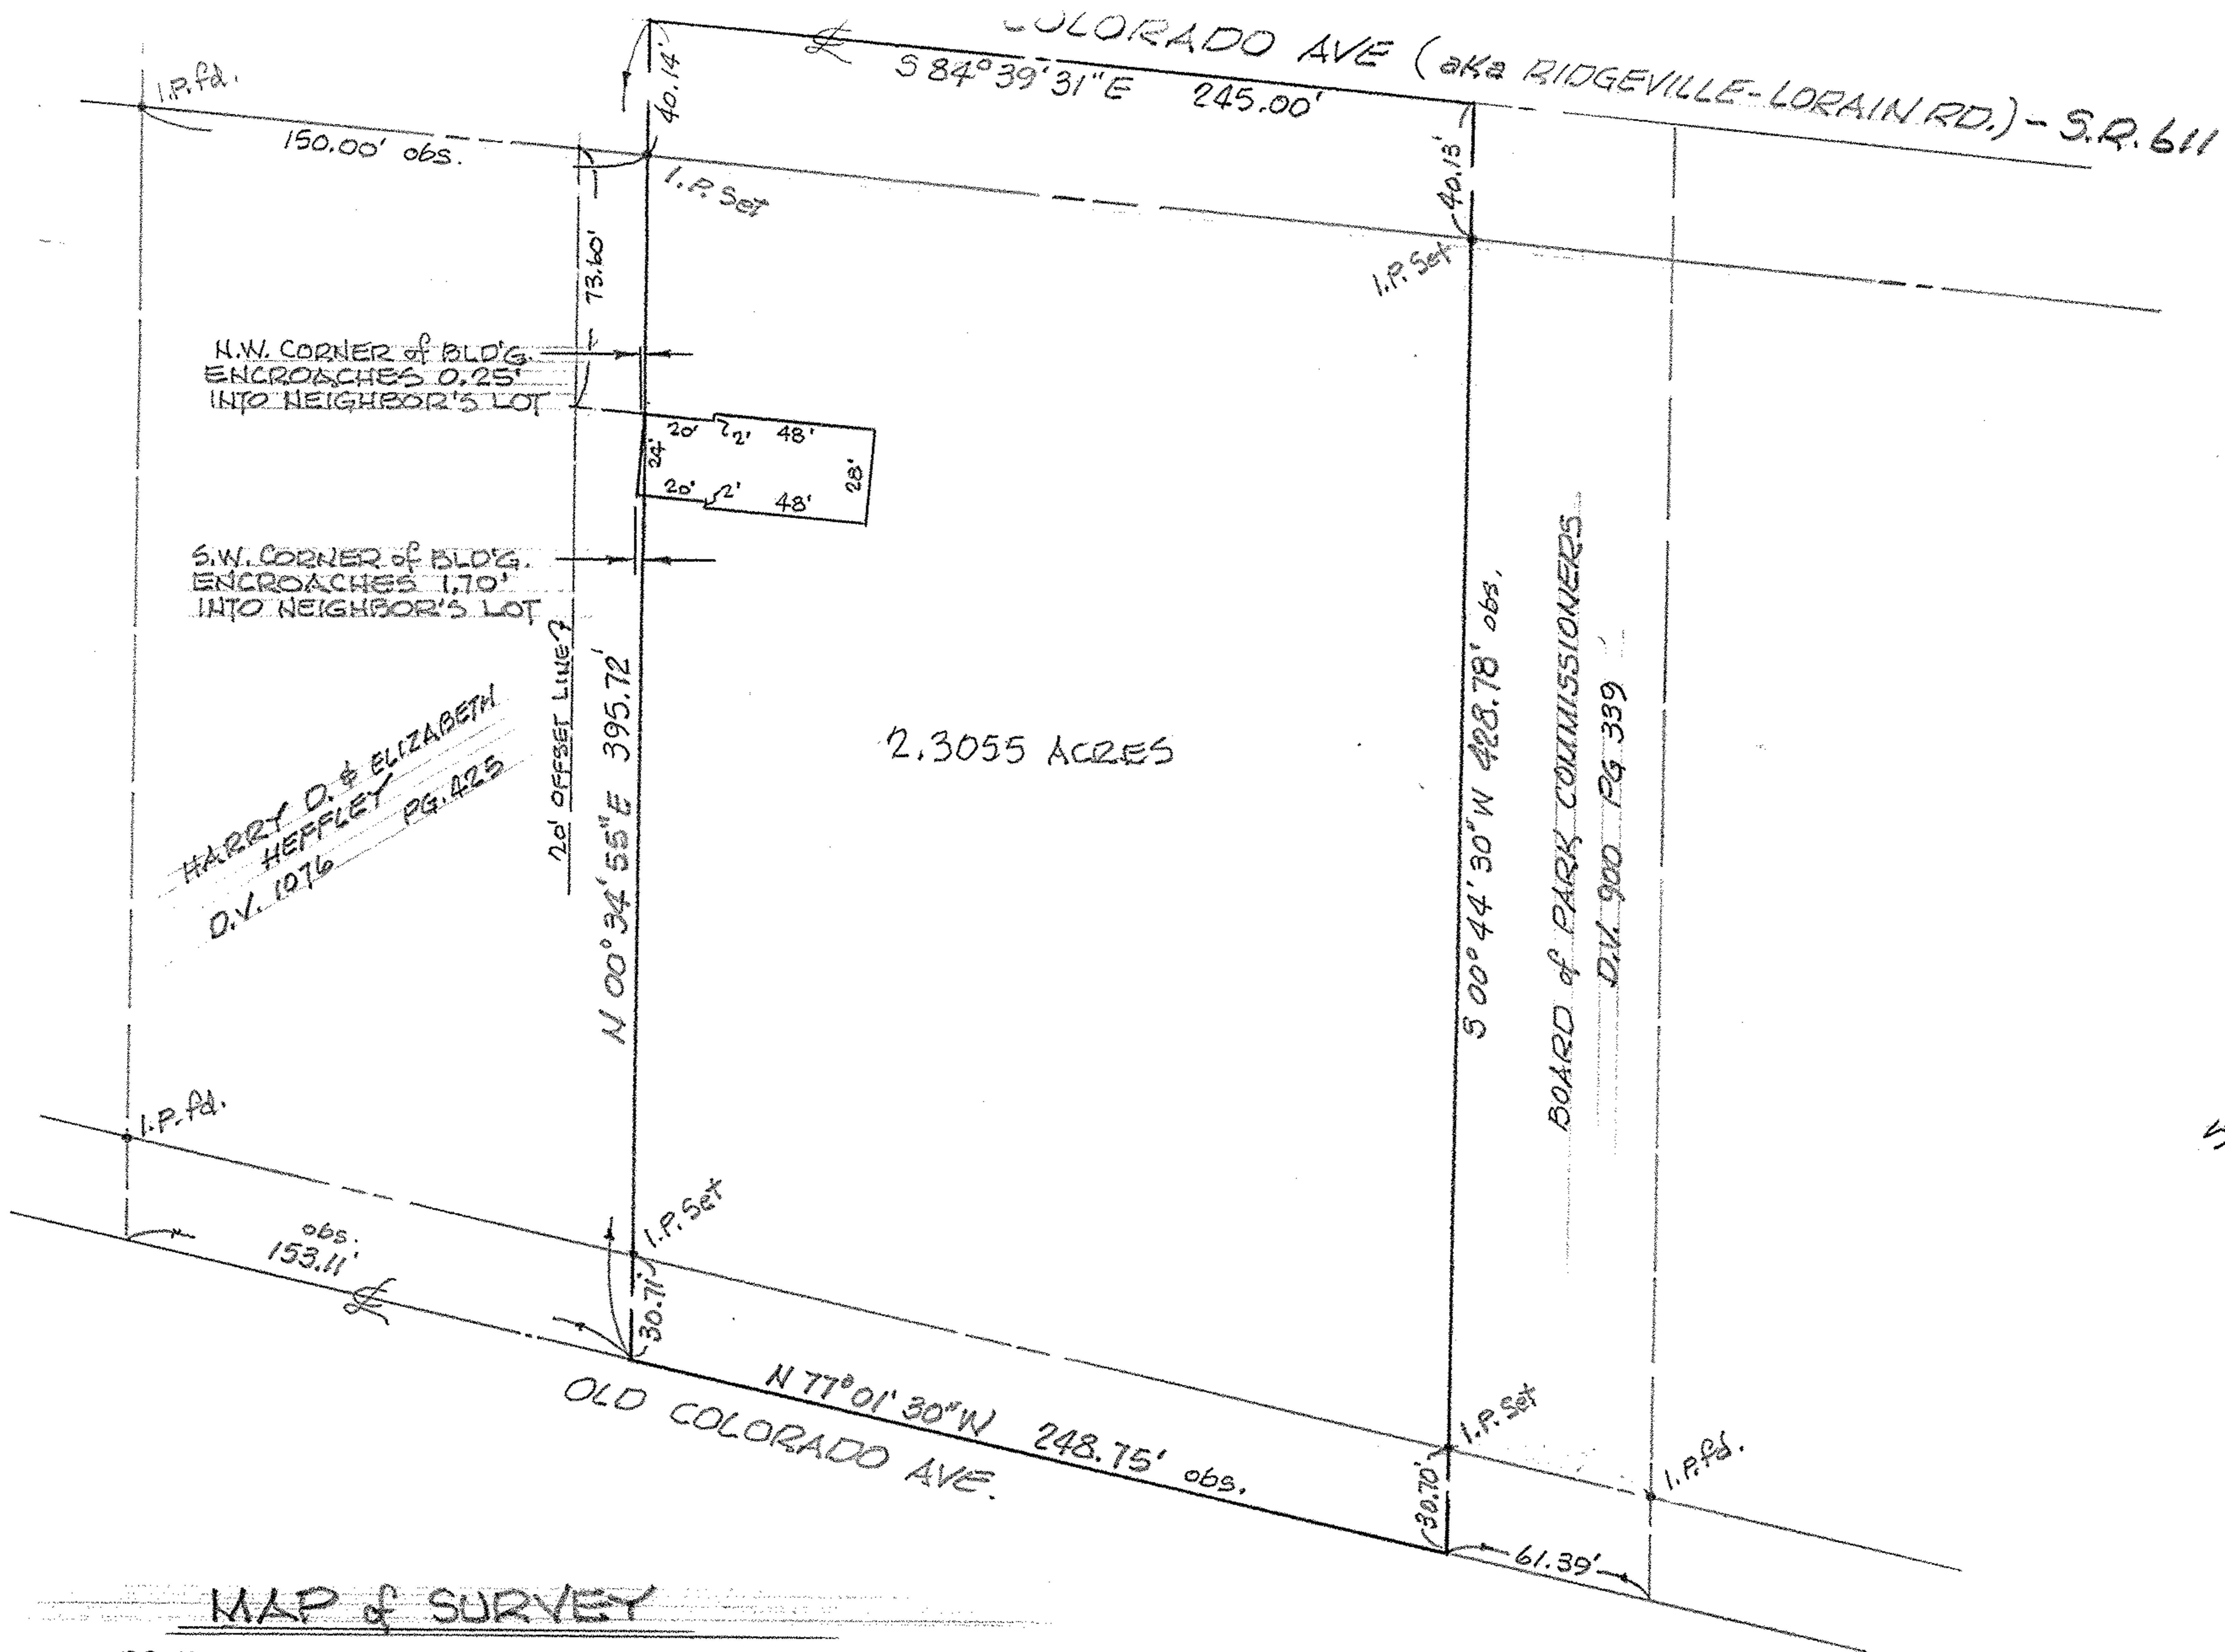 COLORADO AVE (aka RIDGEVILLE-LORAIN RD.) - S.R. 611
℄
S 84° 39' 31" E 245.00'
40.14'
40.13'
I.P. fd.
150.00' obs.
I.P. Set
I.P. Set
73.60'
N.W. CORNER of BLD'G.
ENCROACHES 0.25'
INTO NEIGHBOR'S LOT
20' 2' 48'
24'
28'
20' 2' 48'
S.W. CORNER of BLD'G.
ENCROACHES 1.70'
INTO NEIGHBOR'S LOT
20' OFFSET LINE
N 00° 34' 55" E 395.72'
2.3055 ACRES
S 00° 44' 30" W 428.78' obs.
BOARD of PARK COMMISSIONERS
D.V. 900 PG 339
HARRY D. & ELIZABETH
HEFFLEY
D.V. 1076 PG. 425
I.P. fd.
I.P. Set
obs.
153.11'
℄
30.71'
N 77° 01' 30" W 248.75' obs.
OLD COLORADO AVE.
I.P. Set
I.P. fd.
30.70'
61.39'
MAP of SURVEY